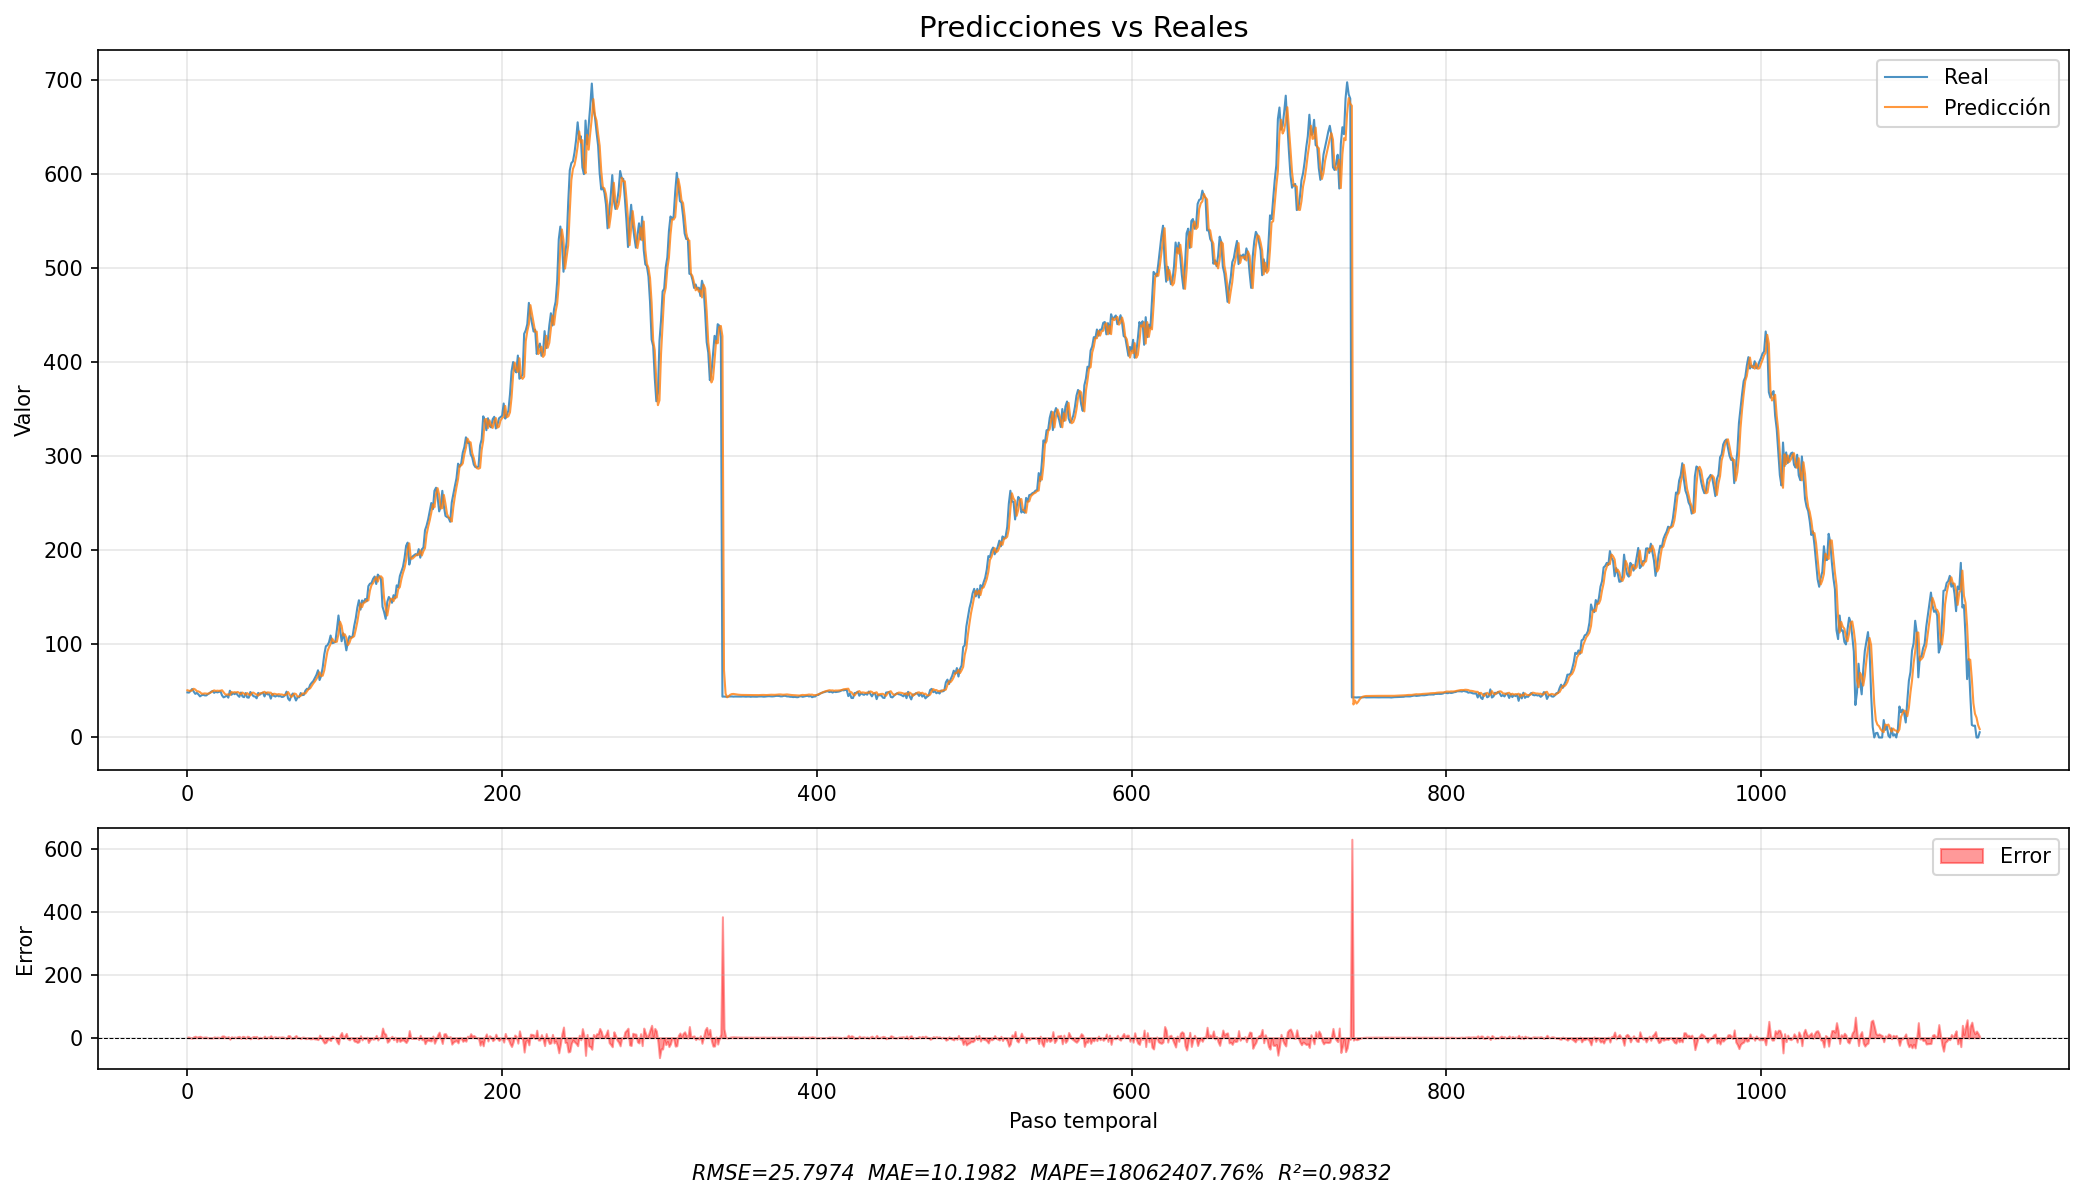 Predicciones vs Reales
Real
Predicción
700
600
500
400
300
200
100
0
Valor
0 200 400 600 800 1000
Error
600
400
200
0
Error
0 200 400 600 800 1000
Paso temporal
RMSE=25.7974 MAE=10.1982 MAPE=18062407.76% R²=0.9832